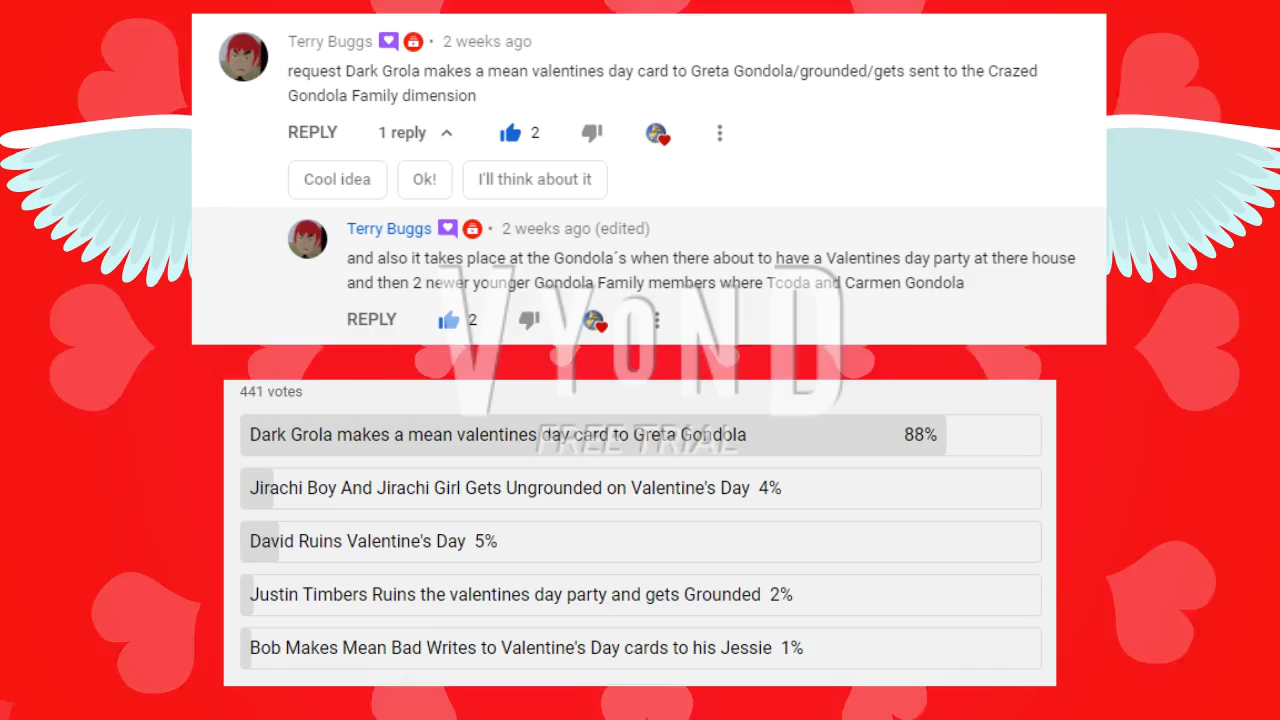 Terry Buggs • 2 weeks ago
request Dark Grola makes a mean valentines day card to Greta Gondola/grounded/gets sent to the Crazed
Gondola Family dimension
REPLY 1 reply 2
Cool idea Ok! I'll think about it
Terry Buggs • 2 weeks ago (edited)
and also it takes place at the Gondola´s when there about to have a Valentines day party at there house
and then 2 newer younger Gondola Family members where Tcoda and Carmen Gondola
REPLY 2
VYOND
FREE TRIAL
441 votes
Dark Grola makes a mean valentines day card to Greta Gondola 88%
Jirachi Boy And Jirachi Girl Gets Ungrounded on Valentine's Day 4%
David Ruins Valentine's Day 5%
Justin Timbers Ruins the valentines day party and gets Grounded 2%
Bob Makes Mean Bad Writes to Valentine's Day cards to his Jessie 1%